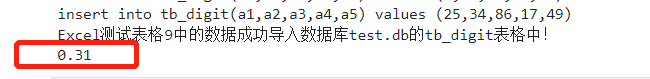 insert into tb_digit(a1,a2,a3,a4,a5) values (25,34,86,17,49)
Excel测试表格9中的数据成功导入数据库test.db的tb_digit表格中!
0.31